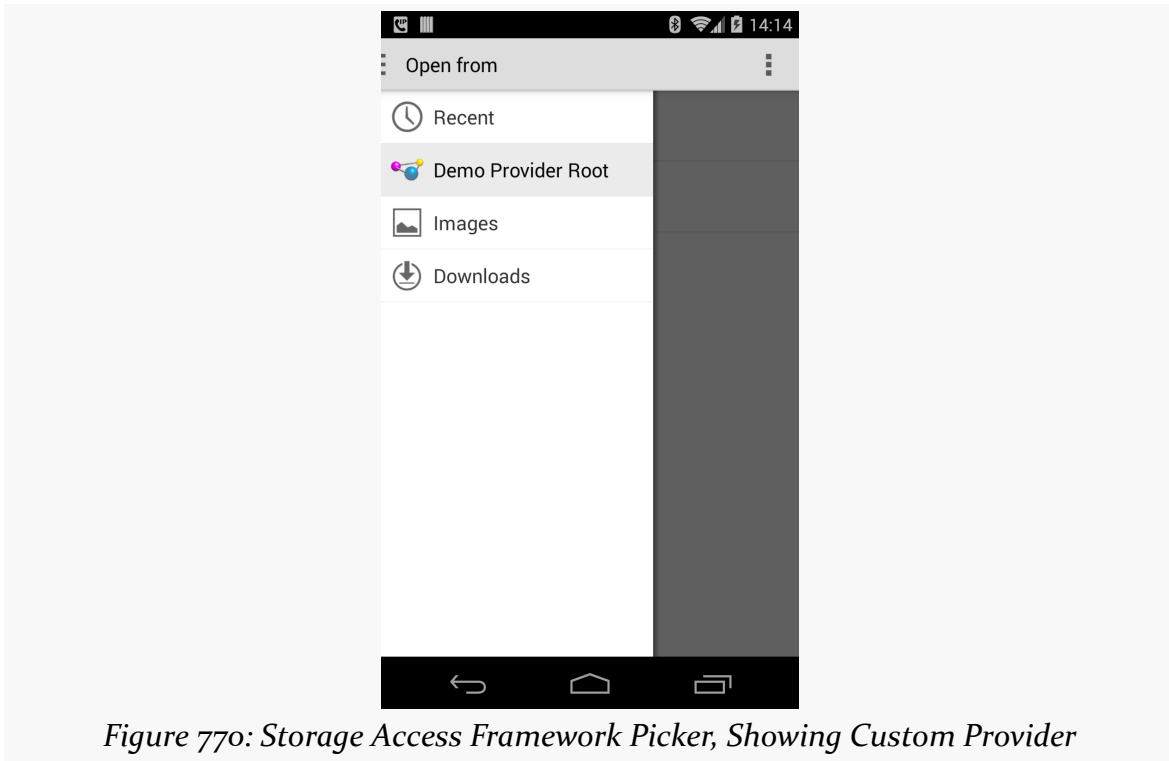 14:14
Open from
Recent
Demo Provider Root
Images
Downloads
Figure 770: Storage Access Framework Picker, Showing Custom Provider